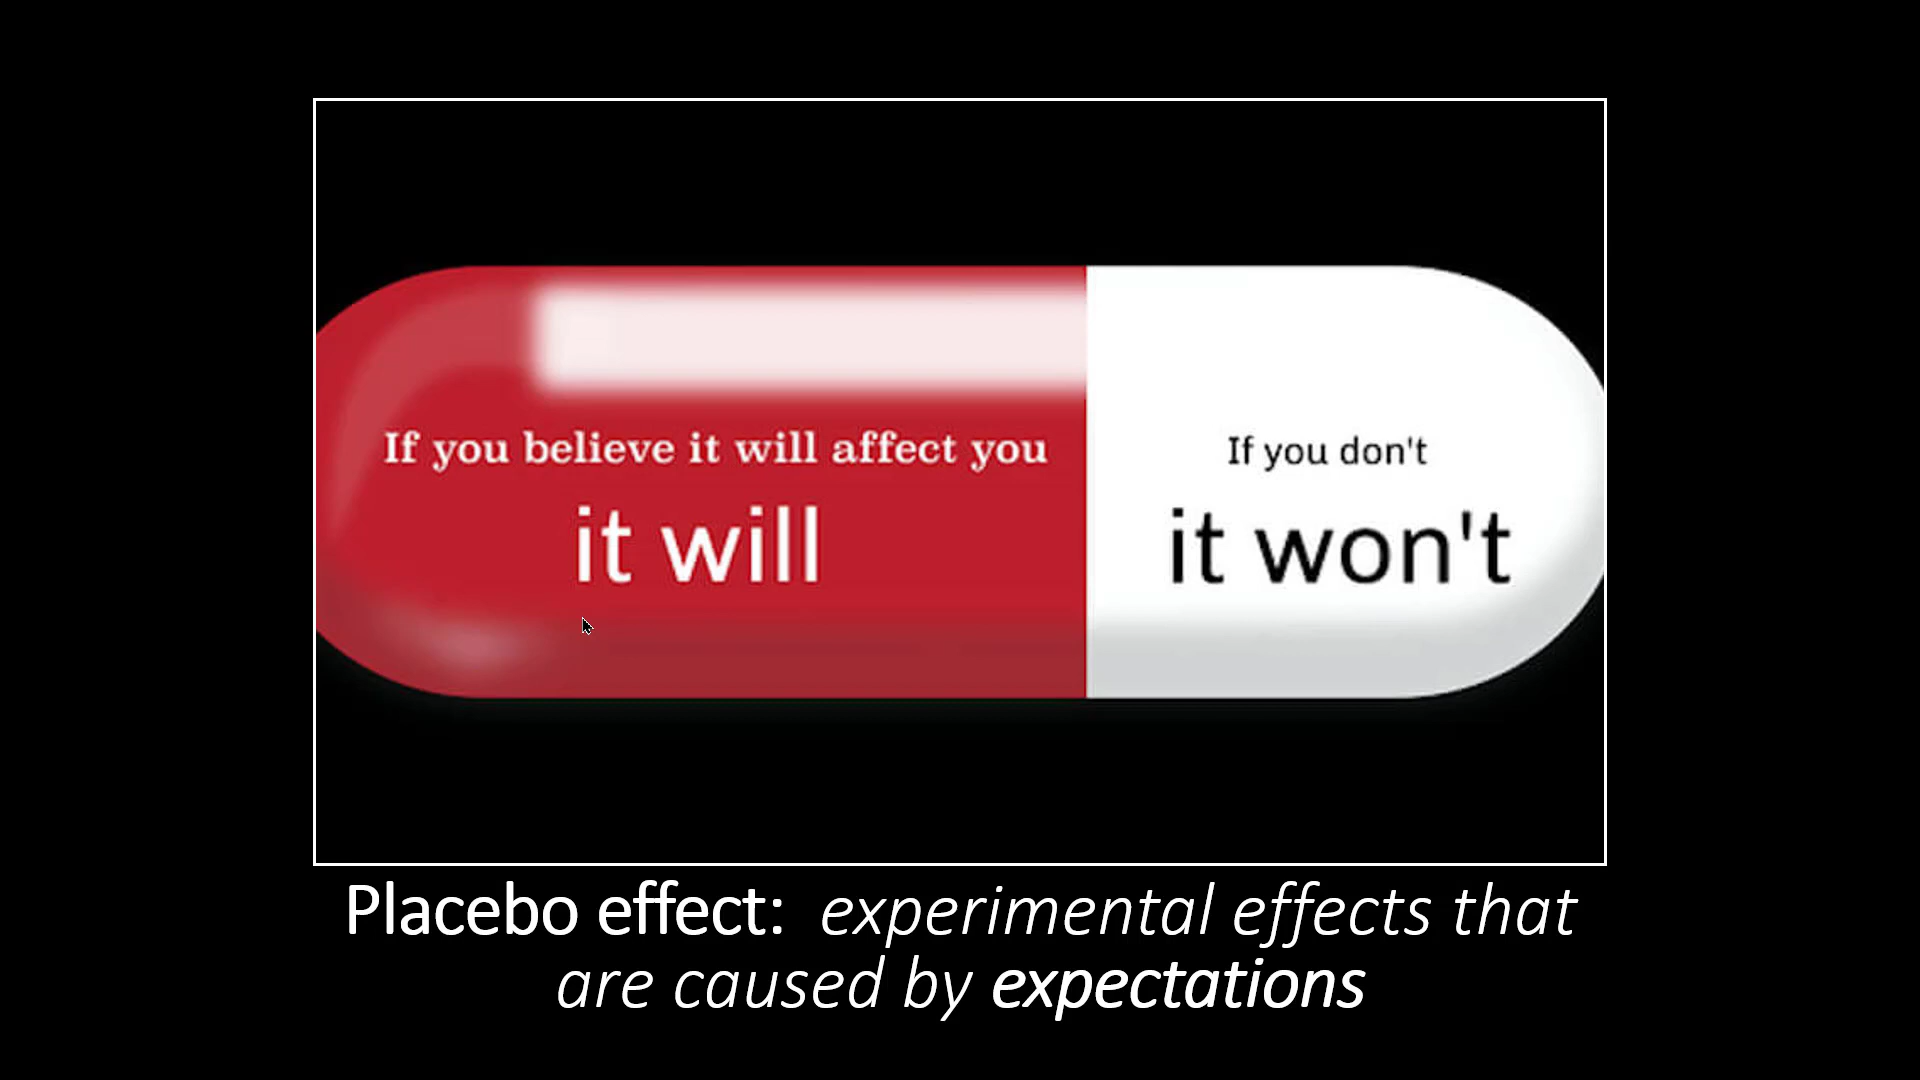 If you believe it will affect you
it will
If you don't
it won't
Placebo effect: experimental effects that
are caused by expectations